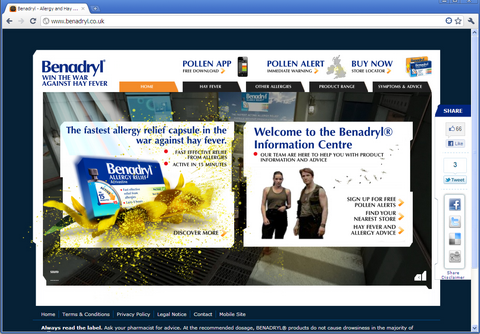 Benadryl - Allergy and Hay ...
www.benadryl.co.uk
Benadryl
WIN THE WAR
AGAINST HAY FEVER
POLLEN APP
FREE DOWNLOAD
POLLEN ALERT
IMMEDIATE WARNING
BUY NOW
STORE LOCATOR
HOME
HAY FEVER
OTHER ALLERGIES
PRODUCT RANGE
SYMPTOMS & ADVICE
SHARE
66
Like
3
Tweet
Share
Disclaimer
Benadryl
The fastest allergy relief capsule in the
war against hay fever.
FAST EFFECTIVE RELIEF
FROM ALLERGIES
ACTIVE IN 15 MINUTES
Benadryl
ALLERGY RELIEF
DISCOVER MORE
Welcome to the Benadryl®
Information Centre
OUR TEAM ARE HERE TO HELP YOU WITH PRODUCT
INFORMATION AND ADVICE
SIGN UP FOR FREE
POLLEN ALERTS
FIND YOUR
NEAREST STORE
HAY FEVER AND
ALLERGY ADVICE
Home Terms & Conditions Privacy Policy Legal Notice Contact Mobile Site
Always read the label. Ask your pharmacist for advice. At the recommended dosage, BENADRYL® products do not cause drowsiness in the majority of